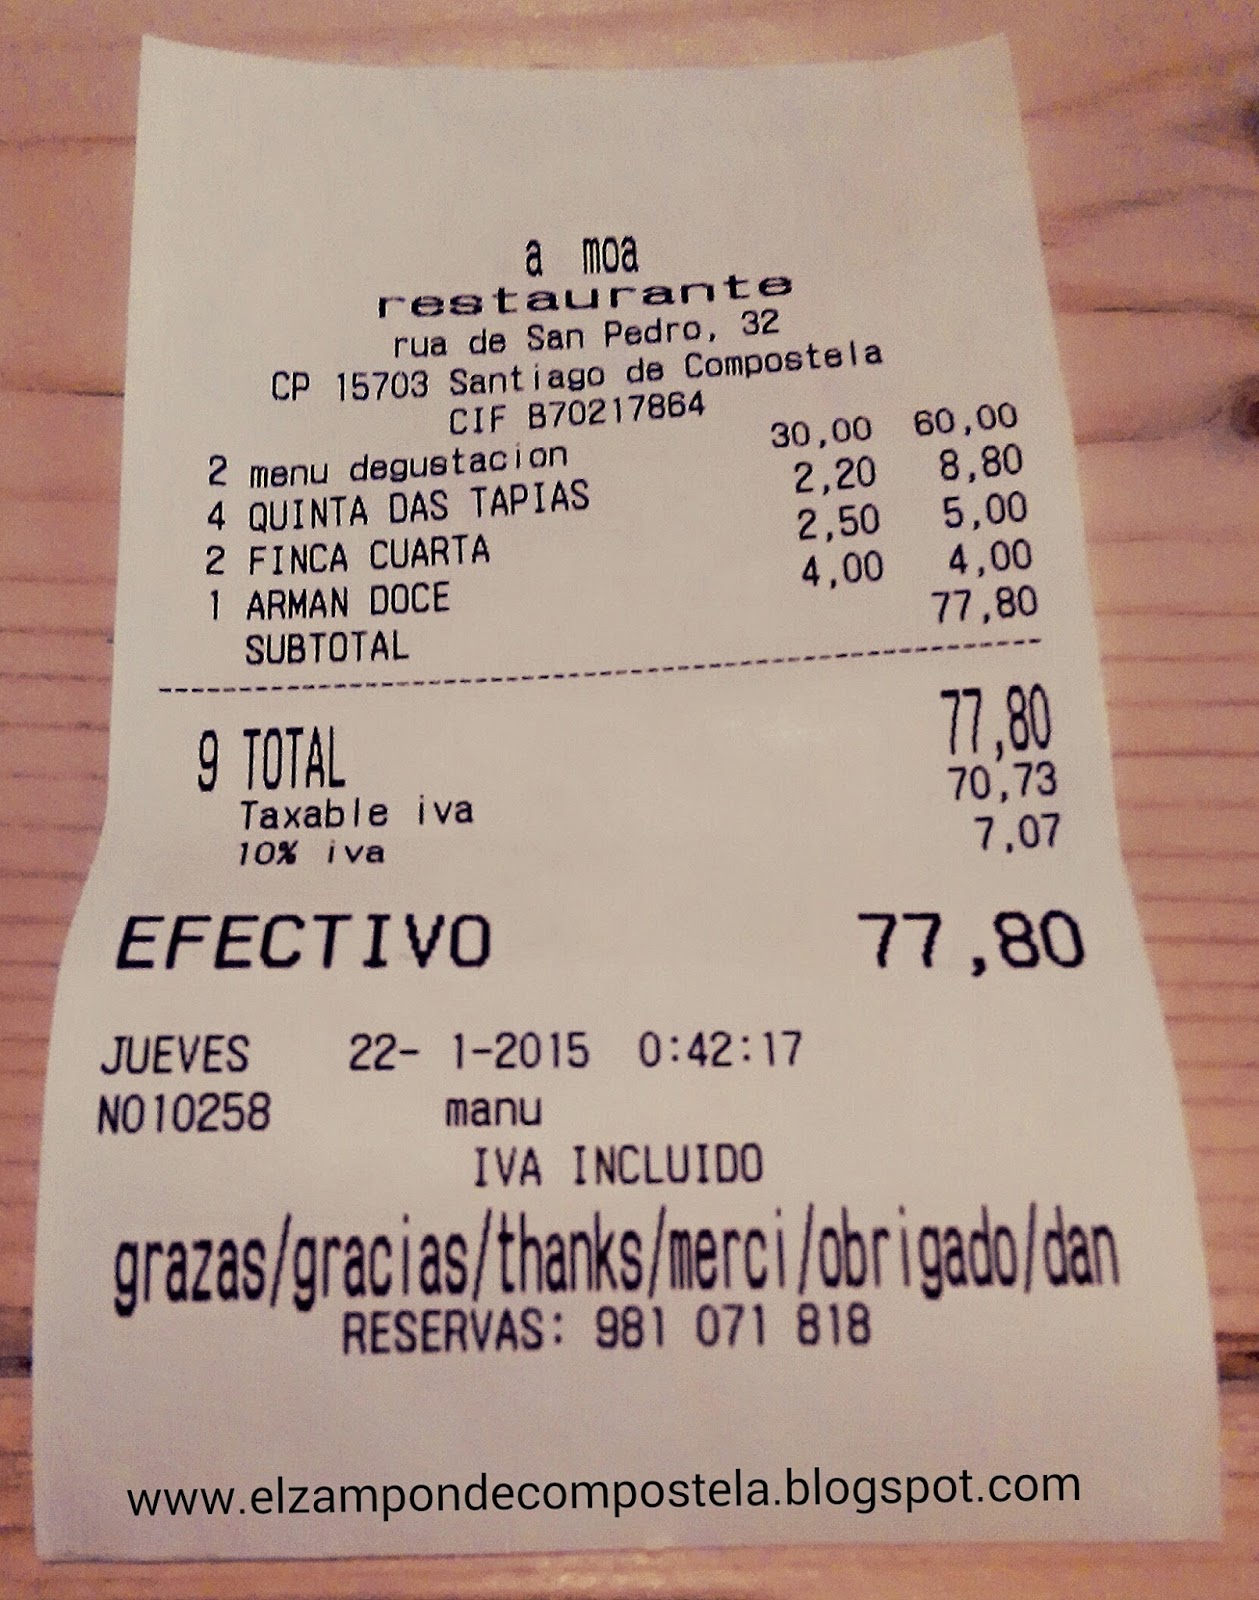 a moa
restaurante
rua de San Pedro, 32
CP 15703 Santiago de Compostela
CIF B70217864
2 menu degustacion 30,00 60,00
4 QUINTA DAS TAPIAS 2,20 8,80
2 FINCA CUARTA 2,50 5,00
1 ARMAN DOCE 4,00 4,00
SUBTOTAL 77,80
9 TOTAL 77,80
Taxable iva 70,73
10% iva 7,07
EFECTIVO 77,80
JUEVES 22- 1-2015 0:42:17
NO10258 manu
IVA INCLUIDO
grazas/gracias/thanks/merci/obrigado/dan
RESERVAS: 981 071 818
www.elzampondecompostela.blogspot.com